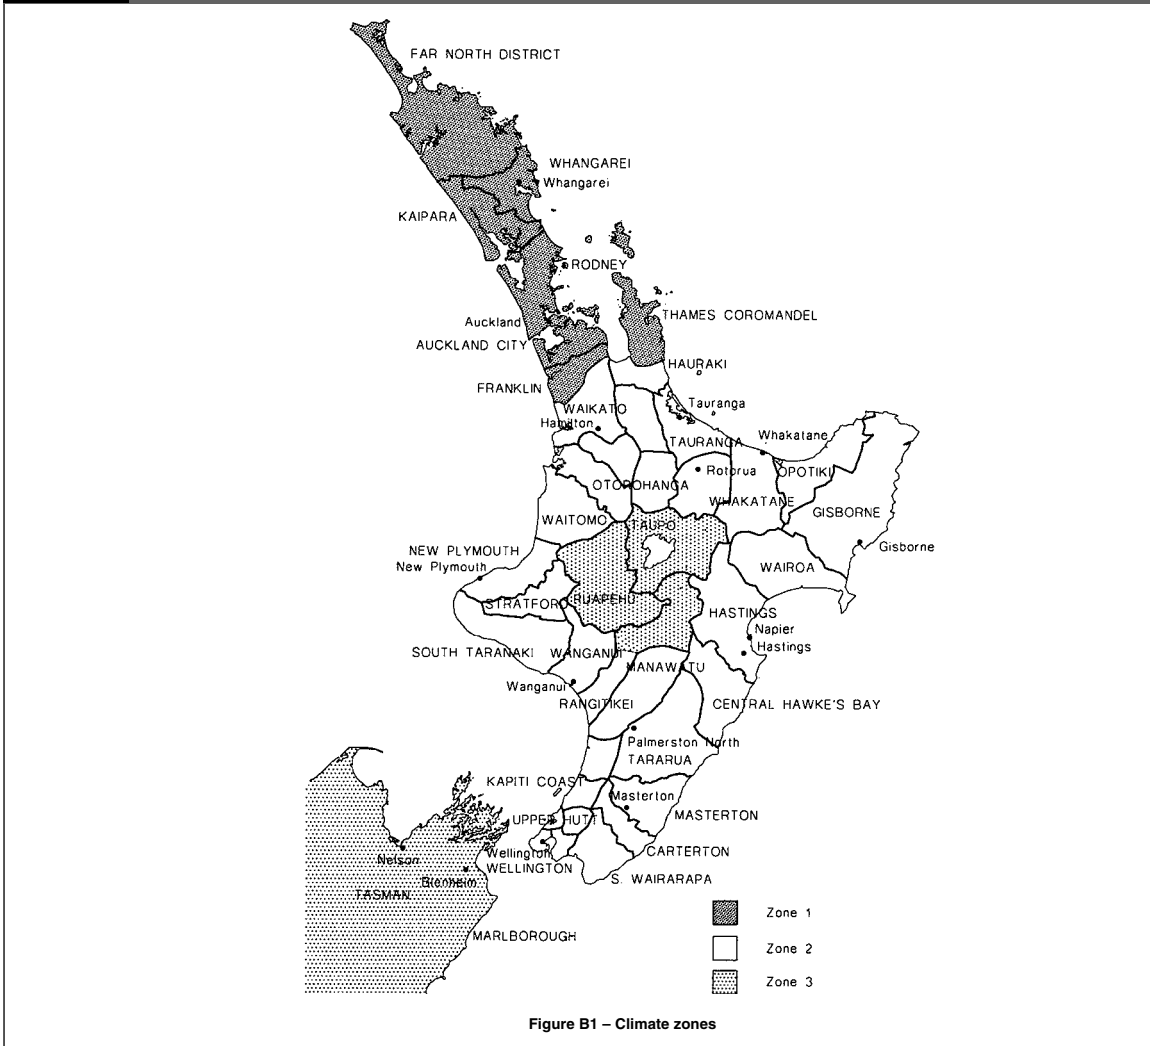 FAR NORTH DISTRICT
WHANGAREI
Whangarei
KAIPARA
RODNEY
THAMES COROMANDEL
Auckland
AUCKLAND CITY
HAURAKI
FRANKLIN
Tauranga
WAIKATO
Hamilton
Whakatane
TAURANGA
Rotorua
OPOTIKI
OTOROHANGA
WHAKATANE
GISBORNE
WAITOMO
TAUPO
Gisborne
NEW PLYMOUTH
New Plymouth
WAIROA
STRATFORD
RUAPEHU
HASTINGS
Napier
Hastings
SOUTH TARANAKI
WANGANUI
MANAWATU
Wanganui
RANGITIKEI
CENTRAL HAWKE'S BAY
Palmerston North
TARARUA
KAPITI COAST
Masterton
MASTERTON
UPPER HUTT
Wellington
WELLINGTON
CARTERTON
S. WAIRARAPA
Nelson
Blenheim
TASMAN
MARLBOROUGH
Zone 1
Zone 2
Zone 3
Figure B1 – Climate zones